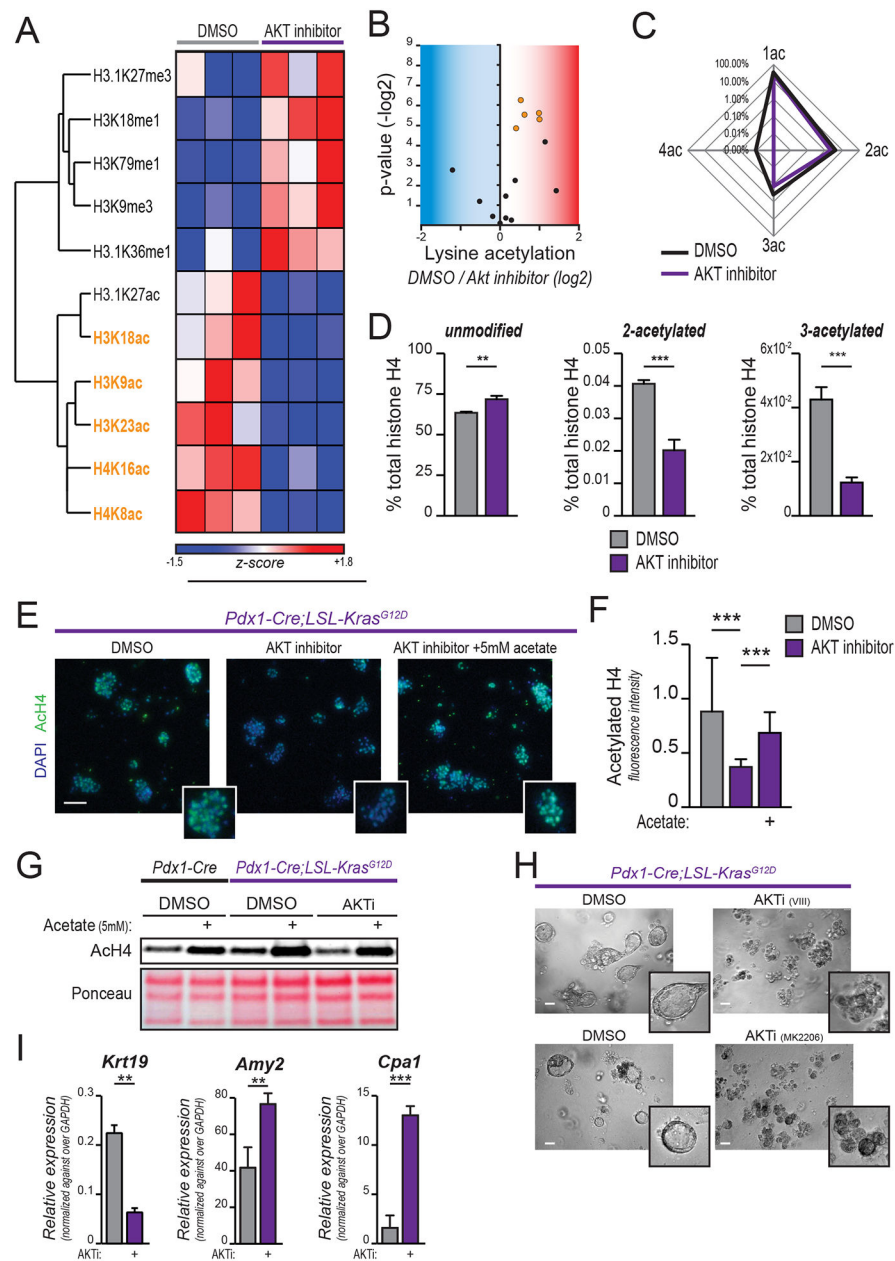 A
DMSO
AKT inhibitor
H3.1K27me3
H3K18me1
H3K79me1
H3K9me3
H3.1K36me1
H3.1K27ac
H3K18ac
H3K9ac
H3K23ac
H4K16ac
H4K8ac
-1.5
z-score
+1.8
B
p-value (-log2)
9
8
7
6
5
4
3
2
1
0
-2
0
2
Lysine acetylation
DMSO / Akt inhibitor (log2)
C
1ac
100.00%
10.00%
1.00%
0.10%
0.01%
0.00%
4ac
2ac
3ac
DMSO
AKT inhibitor
D
unmodified
% total histone H4
100
75
50
25
0
**
2-acetylated
% total histone H4
0.05
0.04
0.03
0.02
0.01
0.00
***
3-acetylated
% total histone H4
6x10-2
4x10-2
2x10-2
0
***
DMSO
AKT inhibitor
E
Pdx1-Cre;LSL-KrasG12D
DMSO
AKT inhibitor
AKT inhibitor +5mM acetate
DAPI AcH4
F
DMSO
AKT inhibitor
Acetylated H4
fluorescence intensity
1.5
1.0
0.5
0
***
***
Acetate:
+
G
Pdx1-Cre
Pdx1-Cre;LSL-KrasG12D
DMSO
DMSO
AKTi
Acetate (5mM):
+
+
+
AcH4
Ponceau
H
Pdx1-Cre;LSL-KrasG12D
DMSO
AKTi (VIII)
DMSO
AKTi (MK2206)
I
Krt19
Relative expression
(normalized against over GAPDH)
0.3
0.2
0.1
0
**
AKTi:
+
Amy2
Relative expression
(normalized against over GAPDH)
80
60
40
20
0
**
AKTi:
+
Cpa1
Relative expression
(normalized against over GAPDH)
15
10
5
0
***
AKTi:
+